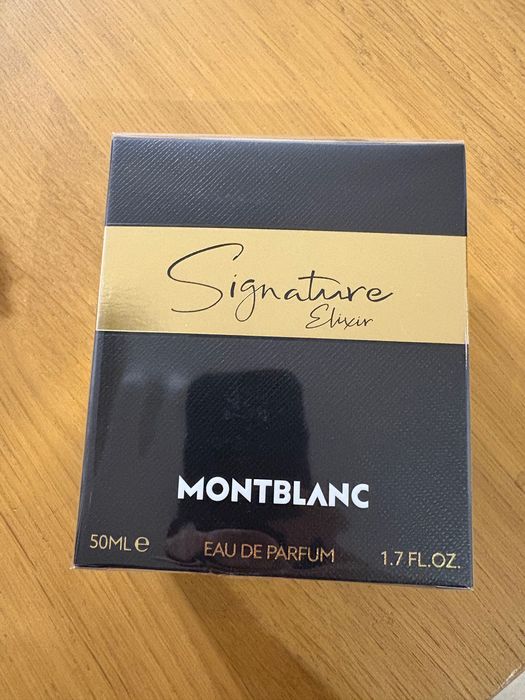 Signature
Elixir
MONTBLANC
50ML e EAU DE PARFUM 1.7 FL.OZ.